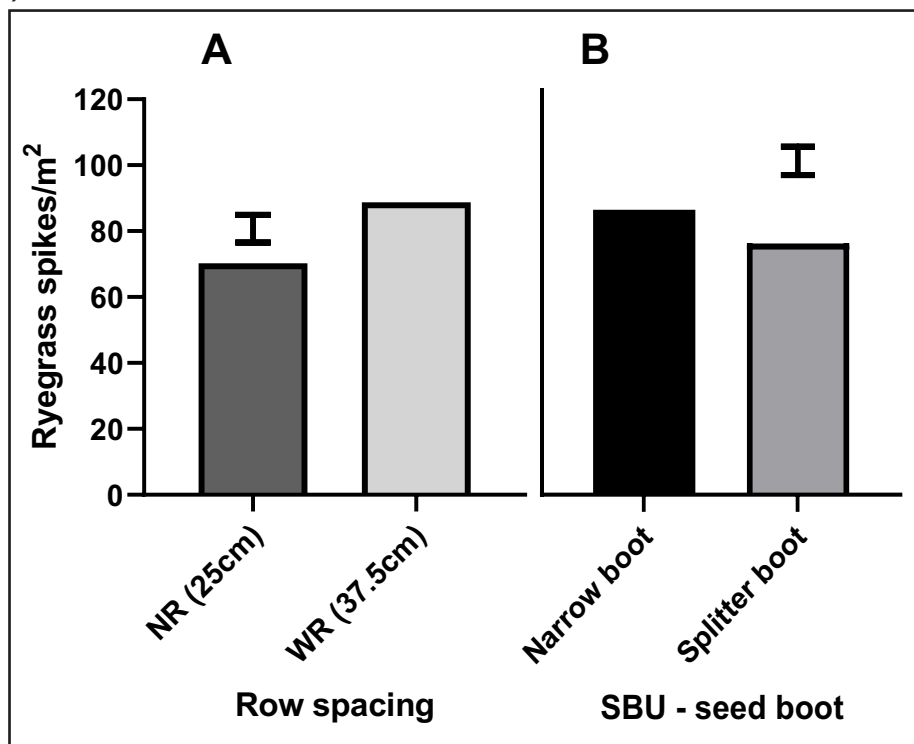 A
B
Ryegrass spikes/m²
120
100
80
60
40
20
0
NR (25cm)
WR (37.5cm)
Narrow boot
Splitter boot
Row spacing
SBU - seed boot